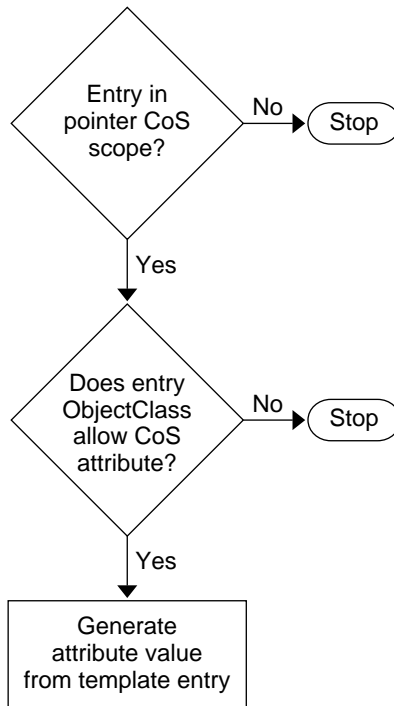 Entry in
pointer CoS
scope?
No
Stop
Yes
Does entry
ObjectClass
allow CoS
attribute?
No
Stop
Yes
Generate
attribute value
from template entry